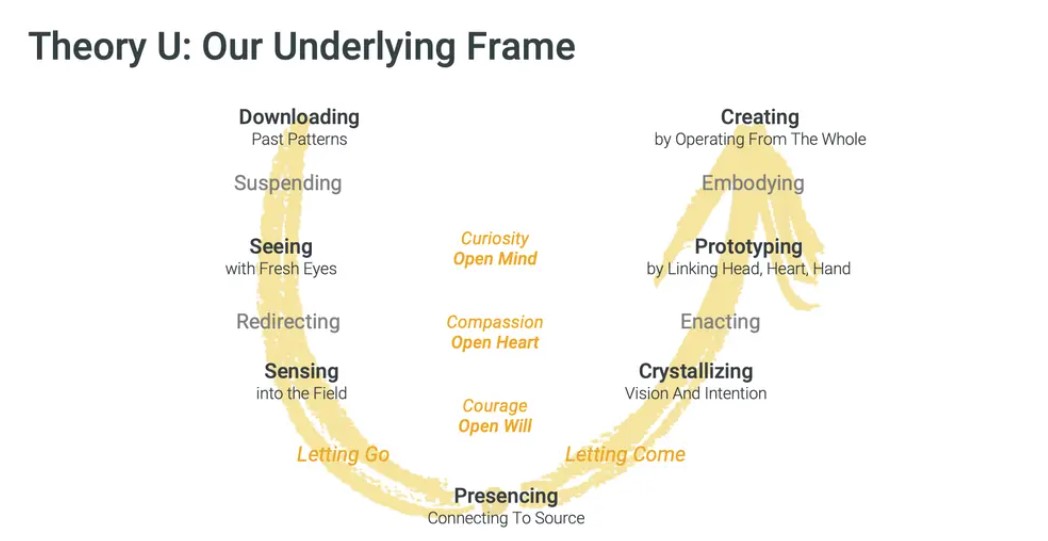 Theory U: Our Underlying Frame
Downloading
Past Patterns
Suspending
Seeing
with Fresh Eyes
Redirecting
Sensing
into the Field
Letting Go
Presencing
Connecting To Source
Letting Come
Crystallizing
Vision And Intention
Enacting
Prototyping
by Linking Head, Heart, Hand
Embodying
Creating
by Operating From The Whole
Curiosity
Open Mind
Compassion
Open Heart
Courage
Open Will